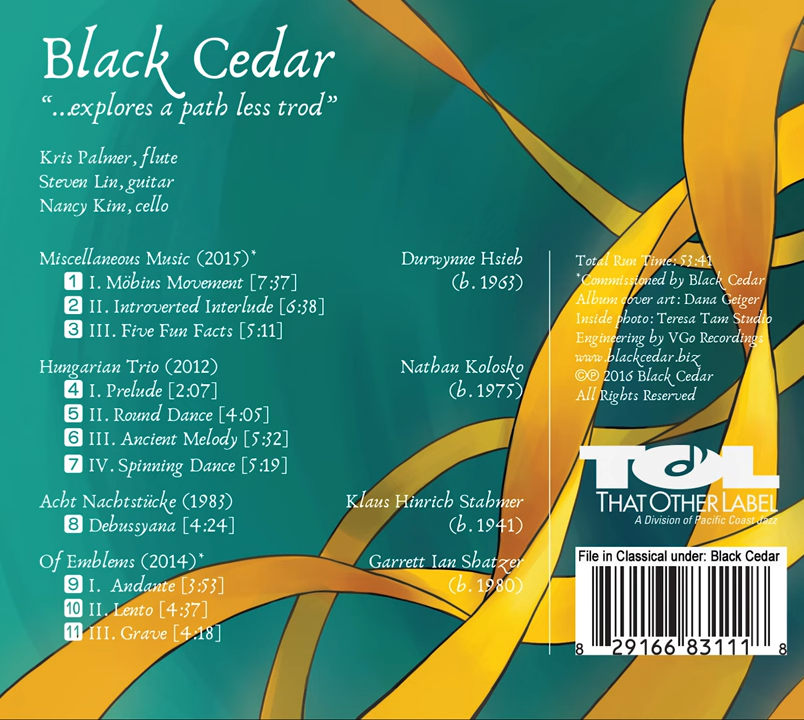 Black Cedar
“...explores a path less trod”
Kris Palmer, flute
Steven Lin, guitar
Nancy Kim, cello
Miscellaneous Music (2015)* Durwynne Hsieh
1 I. Möbius Movement [7:37] (b. 1963)
2 II. Introverted Interlude [6:38]
3 III. Five Fun Facts [5:11]
Hungarian Trio (2012) Nathan Kolosko
4 I. Prelude [2:07] (b. 1975)
5 II. Round Dance [4:05]
6 III. Ancient Melody [5:32]
7 IV. Spinning Dance [5:19]
Acht Nachtstücke (1983) Klaus Hinrich Stahmer
8 Debussyana [4:24] (b. 1941)
Of Emblems (2014)* Garrett Ian Shatzer
9 I. Andante [3:53] (b. 1980)
10 II. Lento [4:37]
11 III. Grave [4:18]
Total Run Time: 53:41
*Commissioned by Black Cedar
Album cover art: Dana Geiger
Inside photo: Teresa Tam Studio
Engineering by VGo Recordings
www.blackcedar.biz
©℗ 2016 Black Cedar
All Rights Reserved
TOL
THAT OTHER LABEL
A Division of Pacific Coast Jazz
File in Classical under: Black Cedar
8 29166 83111 8